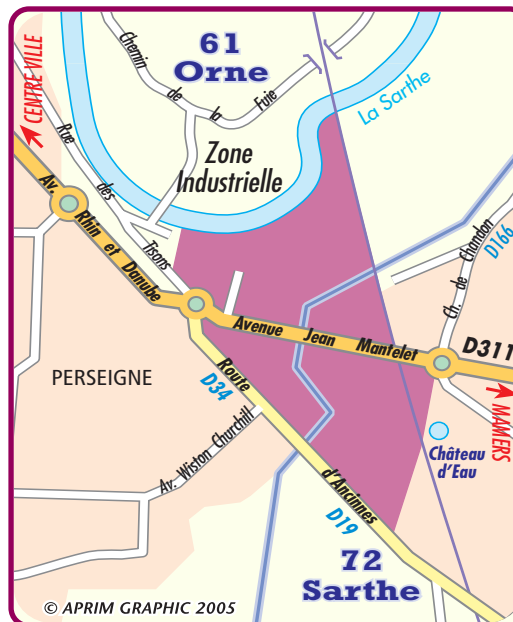 61
Orne
Chemin de la Fuie
CENTRE VILLE
La Sarthe
Rue des Tisons
Zone
Industrielle
Av. Rhin et Danube
D166
Ch. de Chandon
Avenue Jean Mantelet
D311
PERSEIGNE
Route d'Ancinnes
D34
MAMERS
Av. Wiston Churchill
Château
d'Eau
D19
72
Sarthe
© APRIM GRAPHIC 2005